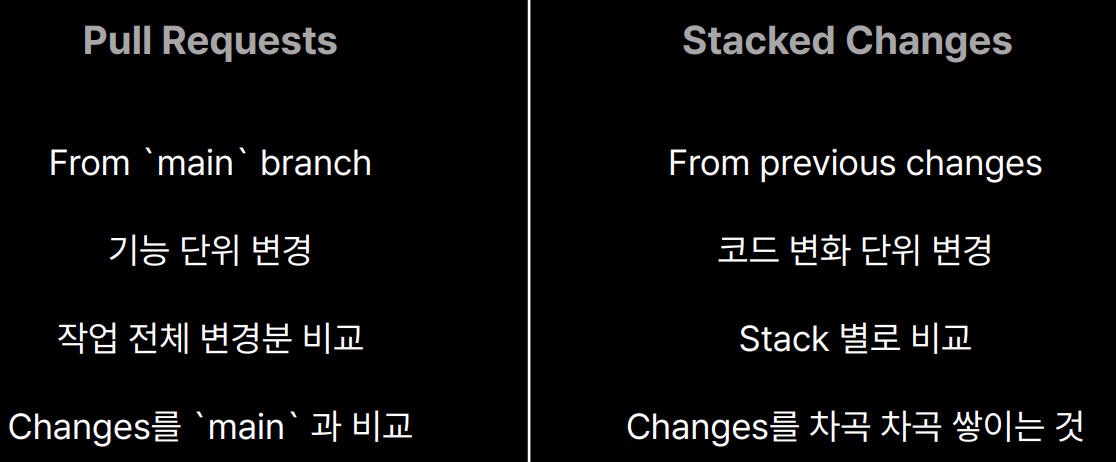 Pull Requests
From `main` branch
기능 단위 변경
작업 전체 변경분 비교
Changes를 `main` 과 비교
Stacked Changes
From previous changes
코드 변화 단위 변경
Stack 별로 비교
Changes를 차곡 차곡 쌓이는 것